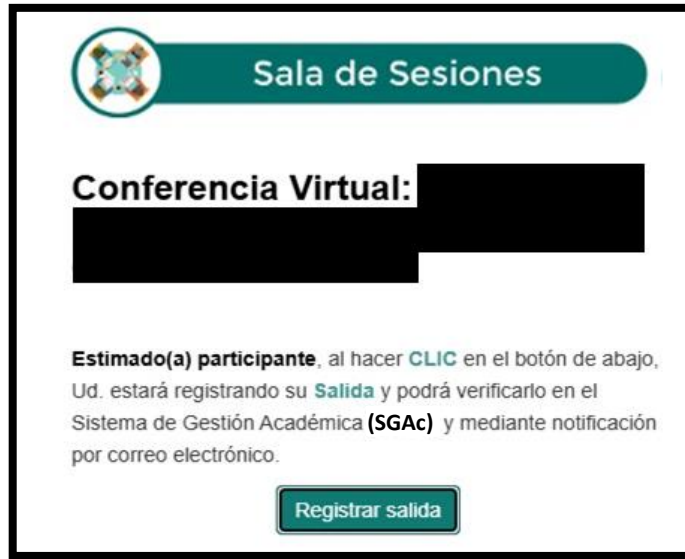 Sala de Sesiones
Conferencia Virtual:
Estimado(a) participante, al hacer CLIC en el botón de abajo,
Ud. estará registrando su Salida y podrá verificarlo en el
Sistema de Gestión Académica (SGAc) y mediante notificación
por correo electrónico.
Registrar salida